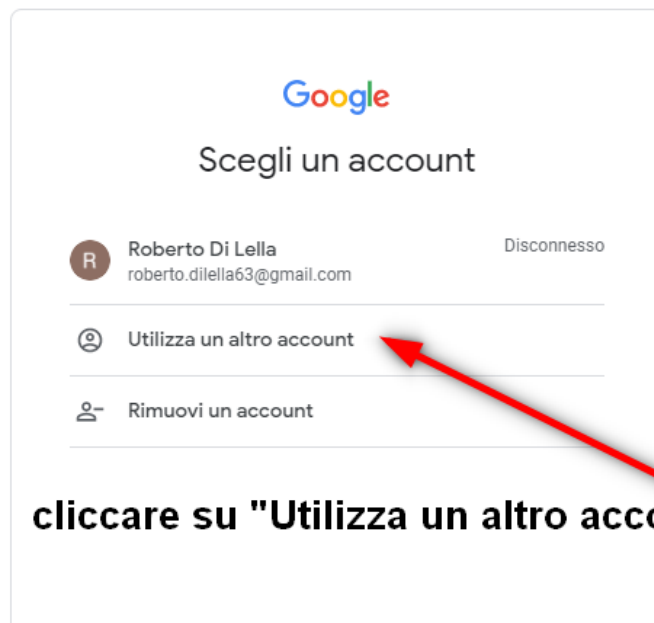 Google
Scegli un account
R
Roberto Di Lella
Disconnesso
roberto.dilella63@gmail.com
Utilizza un altro account
Rimuovi un account
cliccare su "Utilizza un altro